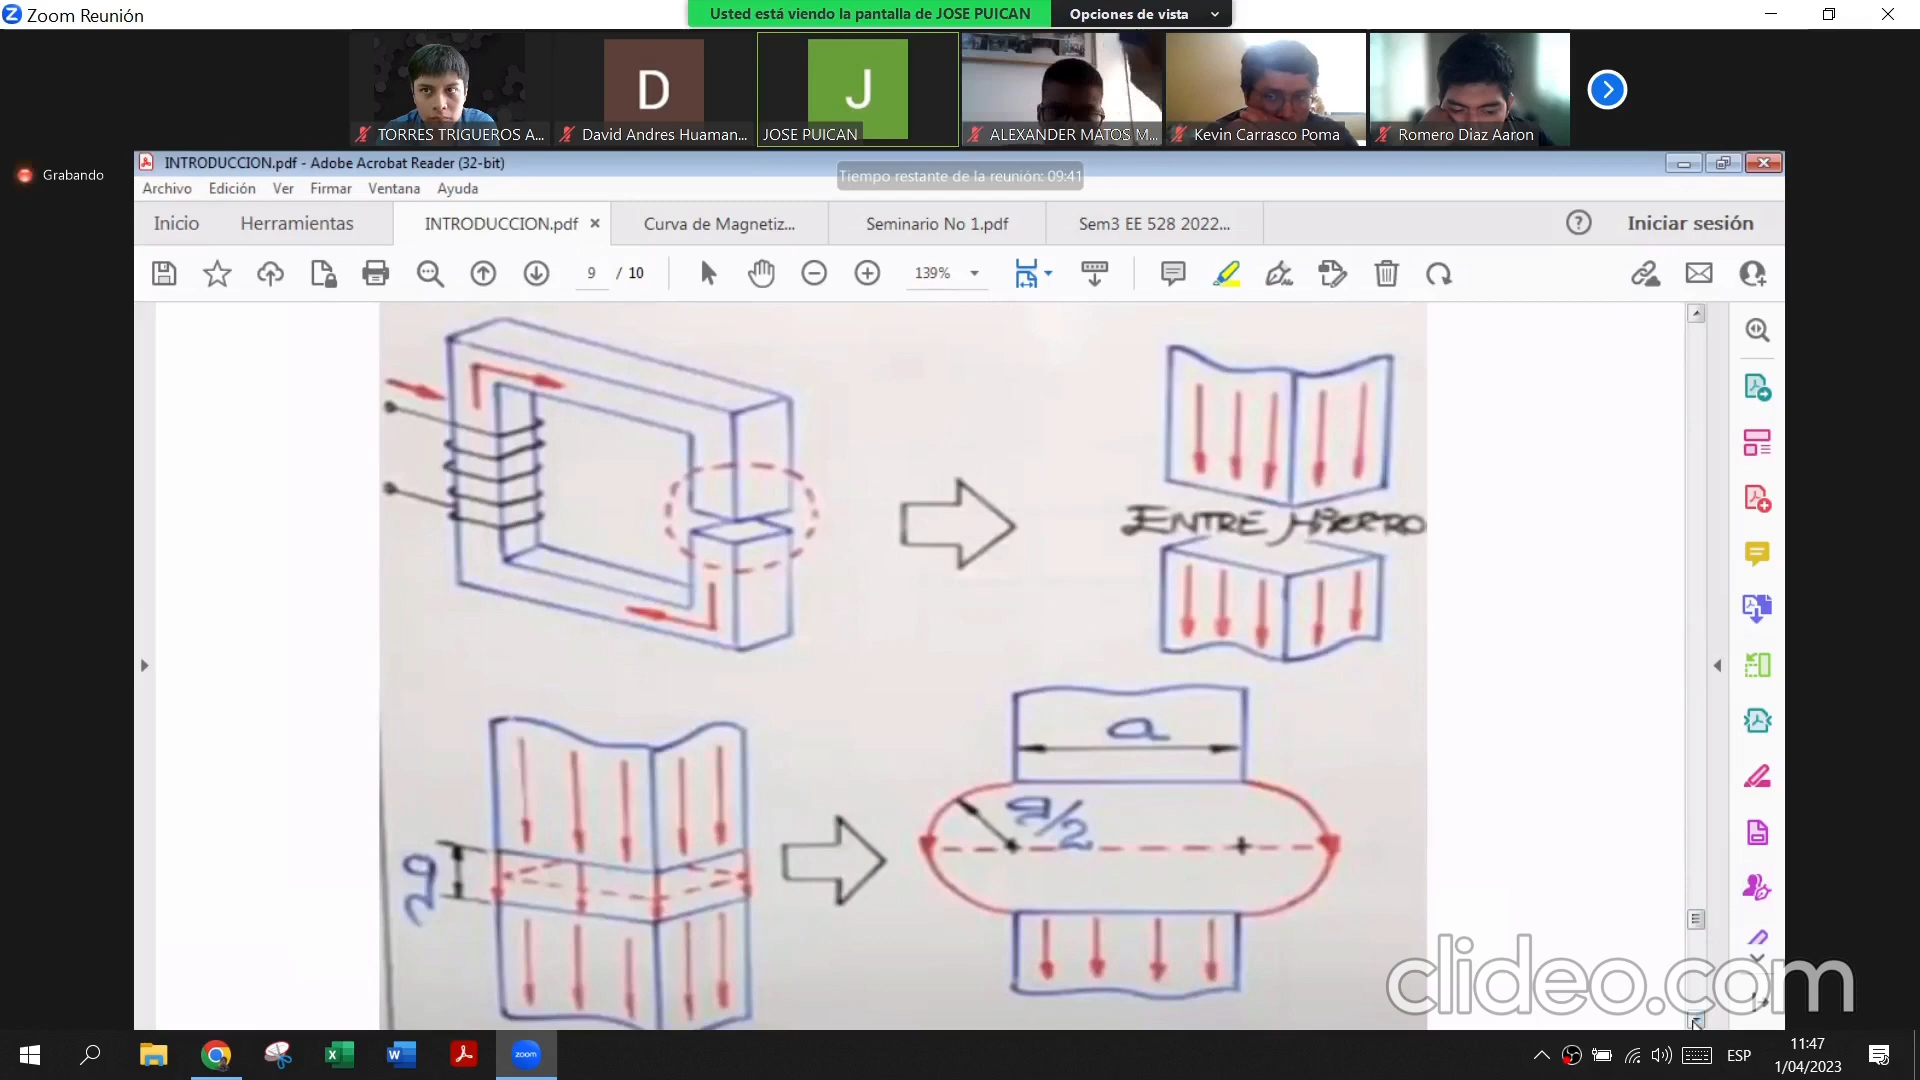 Zoom Reunión
Usted está viendo la pantalla de JOSE PUICAN
Opciones de vista
D
J
TORRES TRIGUEROS A...
David Andres Huaman...
JOSE PUICAN
ALEXANDER MATOS M...
Kevin Carrasco Poma
Romero Diaz Aaron
Grabando
INTRODUCCION.pdf - Adobe Acrobat Reader (32-bit)
Tiempo restante de la reunión: 09:41
Archivo Edición Ver Firmar Ventana Ayuda
Inicio Herramientas INTRODUCCION.pdf Curva de Magnetiz... Seminario No 1.pdf Sem3 EE 528 2022... Iniciar sesión
9 / 10 139%
ENTRE HIERRO
a
g/2
g
clideo.com
zoom
ESP
11:47
1/04/2023